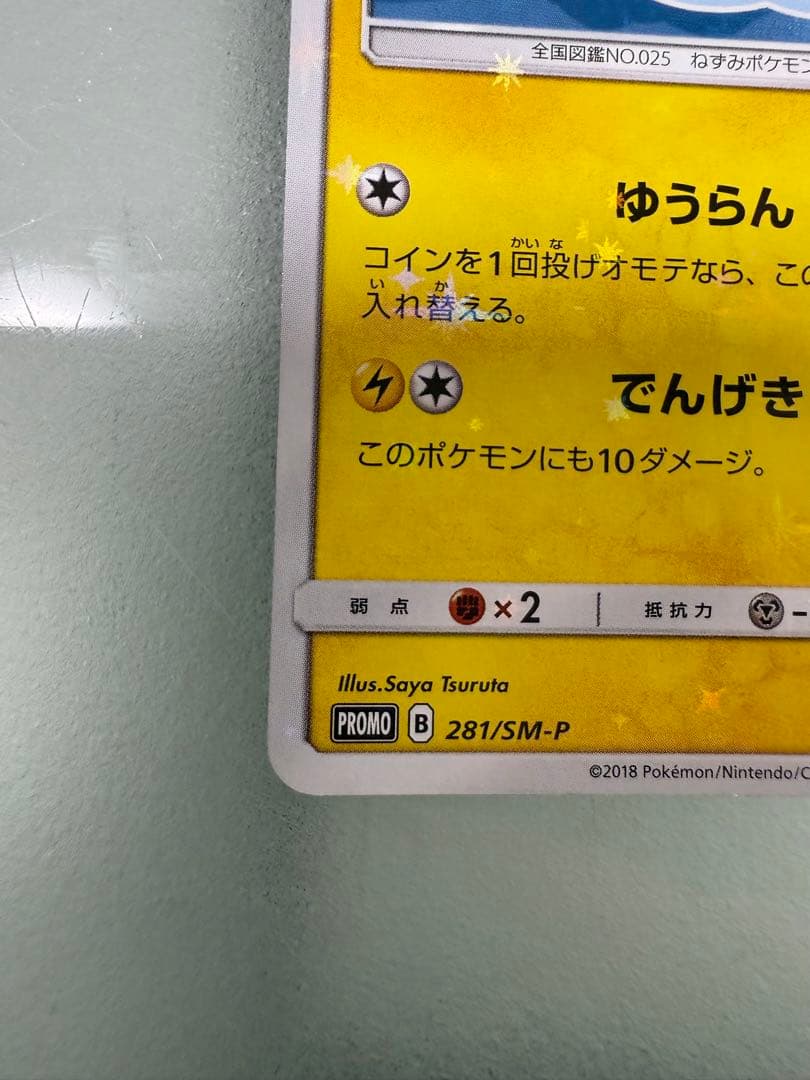 全国図鑑NO.025 ねずみポケモン
ゆうらん
かい な
コインを1回投げオモテなら、この
い か
入れ替える。
でんげき
このポケモンにも10ダメージ。
弱点 ×2 抵抗力 -
Illus.Saya Tsuruta
PROMO B 281/SM-P
©2018 Pokémon/Nintendo/C